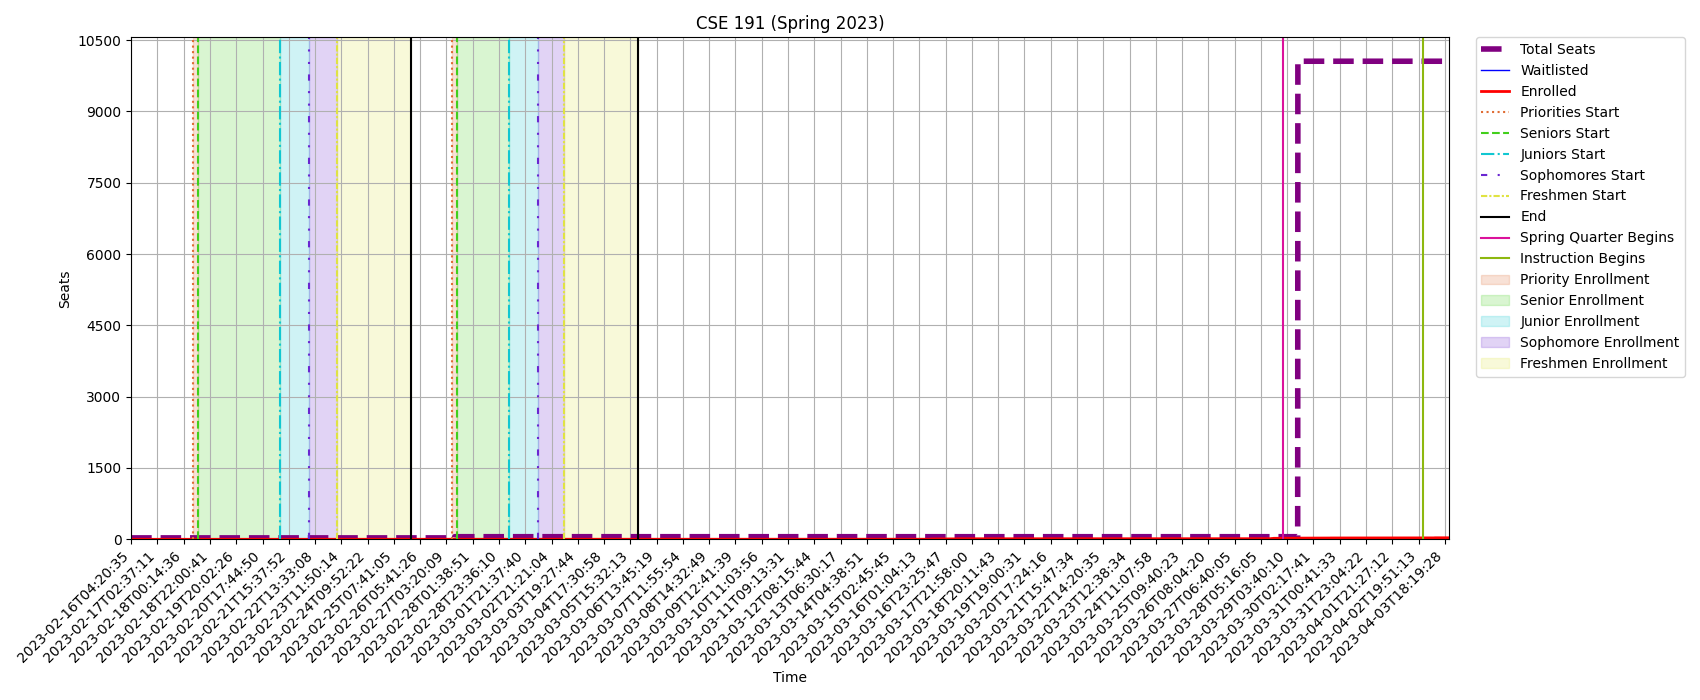 CSE 191 (Spring 2023)
10500
9000
7500
6000
4500
3000
1500
0
Seats
2023-02-16T04:20:35
2023-02-17T02:37:11
2023-02-18T00:14:36
2023-02-18T22:00:41
2023-02-19T20:02:26
2023-02-20T17:44:50
2023-02-21T15:37:52
2023-02-22T13:33:08
2023-02-23T11:50:14
2023-02-24T09:52:22
2023-02-25T07:41:05
2023-02-26T05:41:26
2023-02-27T03:20:09
2023-02-28T01:38:51
2023-02-28T23:36:10
2023-03-01T21:37:40
2023-03-02T21:21:04
2023-03-03T19:27:44
2023-03-04T17:30:58
2023-03-05T15:32:13
2023-03-06T13:45:19
2023-03-07T11:55:54
2023-03-08T14:32:49
2023-03-09T12:41:39
2023-03-10T11:03:56
2023-03-11T09:13:31
2023-03-12T08:15:44
2023-03-13T06:30:17
2023-03-14T04:38:51
2023-03-15T02:45:45
2023-03-16T01:04:13
2023-03-16T23:25:47
2023-03-17T21:58:00
2023-03-18T20:11:43
2023-03-19T19:00:31
2023-03-20T17:24:16
2023-03-21T15:47:34
2023-03-22T14:20:35
2023-03-23T12:38:34
2023-03-24T11:07:58
2023-03-25T09:40:23
2023-03-26T08:04:20
2023-03-27T06:40:05
2023-03-28T05:16:05
2023-03-29T03:40:10
2023-03-30T02:17:41
2023-03-31T00:41:33
2023-03-31T23:04:22
2023-04-01T21:27:12
2023-04-02T19:51:13
2023-04-03T18:19:28
Time
Total Seats
Waitlisted
Enrolled
Priorities Start
Seniors Start
Juniors Start
Sophomores Start
Freshmen Start
End
Spring Quarter Begins
Instruction Begins
Priority Enrollment
Senior Enrollment
Junior Enrollment
Sophomore Enrollment
Freshmen Enrollment